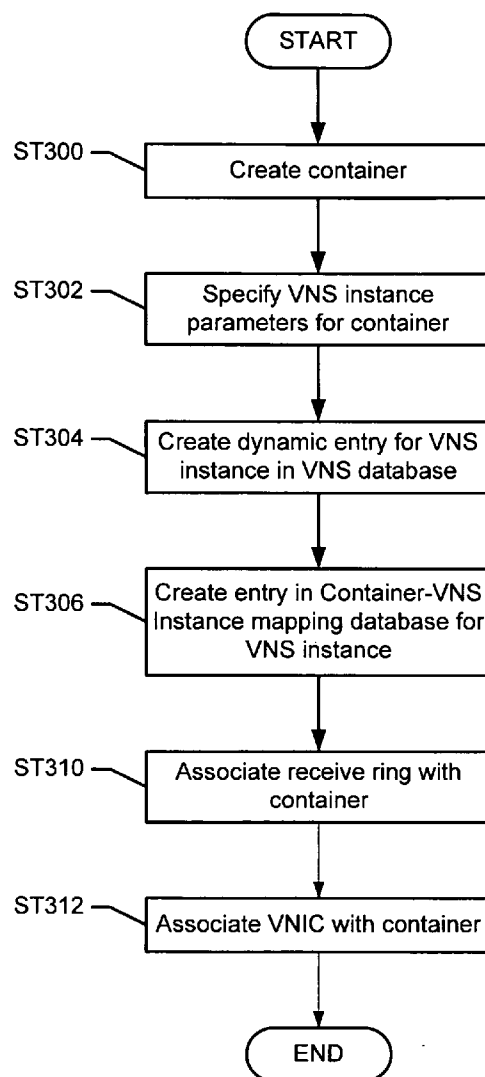 START
ST300
Create container
ST302
Specify VNS instance
parameters for container
ST304
Create dynamic entry for VNS
instance in VNS database
ST306
Create entry in Container-VNS
Instance mapping database for
VNS instance
ST310
Associate receive ring with
container
ST312
Associate VNIC with container
END